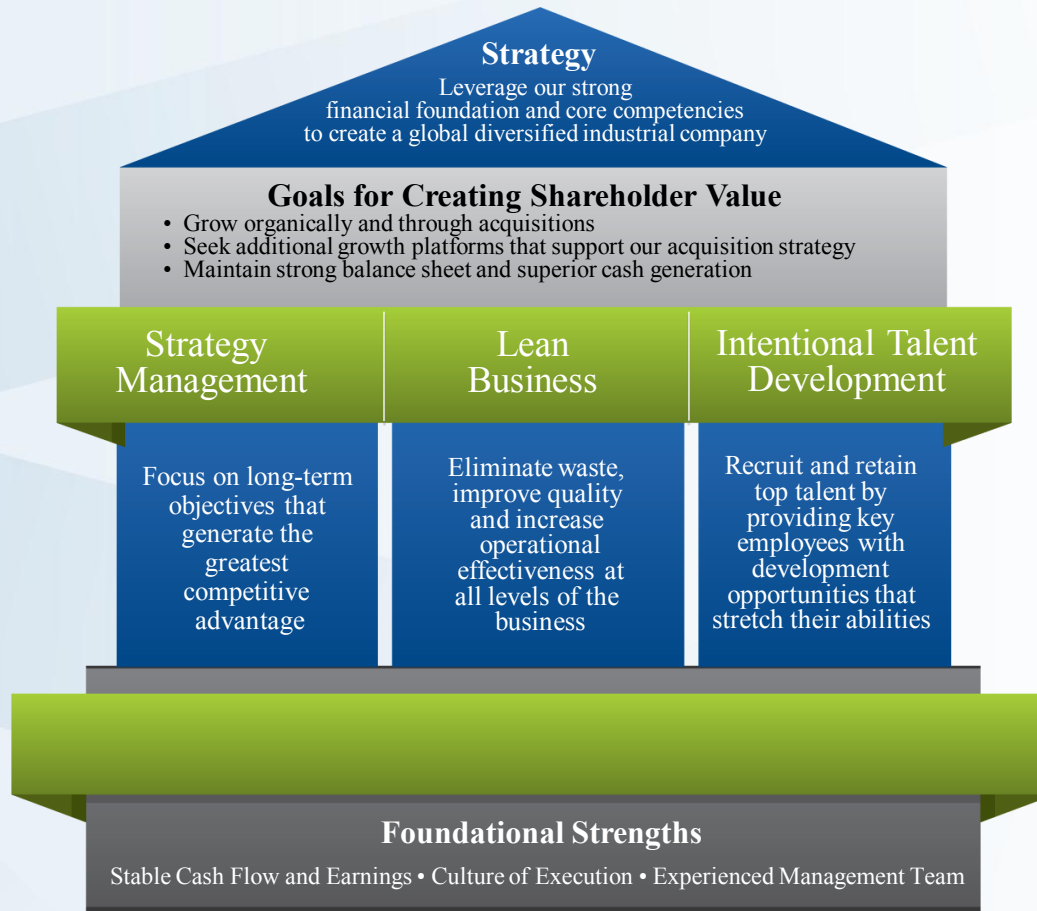 Strategy
Leverage our strong
financial foundation and core competencies
to create a global diversified industrial company
Goals for Creating Shareholder Value
• Grow organically and through acquisitions
• Seek additional growth platforms that support our acquisition strategy
• Maintain strong balance sheet and superior cash generation
Strategy
Management
Lean
Business
Intentional Talent
Development
Focus on long-term
objectives that
generate the
greatest
competitive
advantage
Eliminate waste,
improve quality
and increase
operational
effectiveness at
all levels of the
business
Recruit and retain
top talent by
providing key
employees with
development
opportunities that
stretch their abilities
Foundational Strengths
Stable Cash Flow and Earnings • Culture of Execution • Experienced Management Team